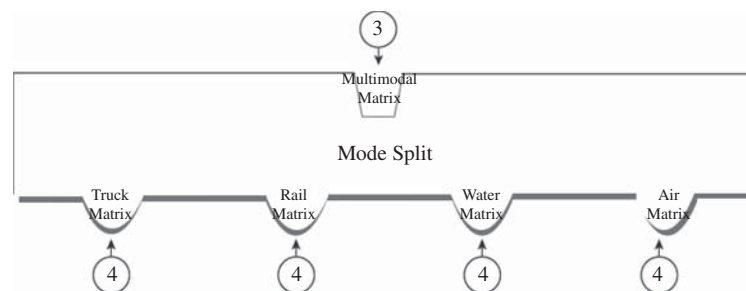 3
Multimodal
Matrix
Mode Split
Truck
Matrix
Rail
Matrix
Water
Matrix
Air
Matrix
4
4
4
4